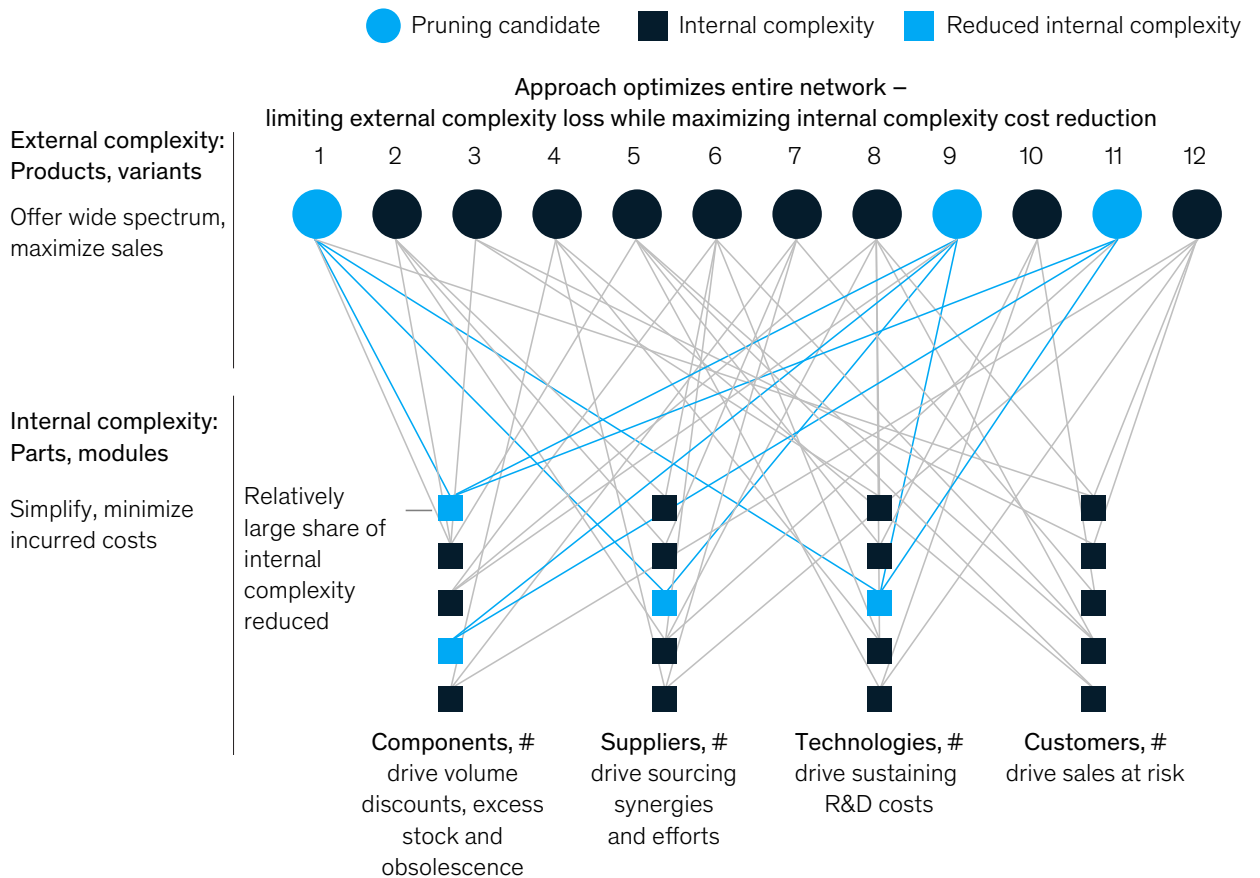 Pruning candidate
Internal complexity
Reduced internal complexity
Approach optimizes entire network –
limiting external complexity loss while maximizing internal complexity cost reduction
External complexity:
Products, variants
Offer wide spectrum,
maximize sales
1 2 3 4 5 6 7 8 9 10 11 12
Internal complexity:
Parts, modules
Simplify, minimize
incurred costs
Relatively
large share of
internal
complexity
reduced
Components, #
drive volume
discounts, excess
stock and
obsolescence
Suppliers, #
drive sourcing
synergies
and efforts
Technologies, #
drive sustaining
R&D costs
Customers, #
drive sales at risk